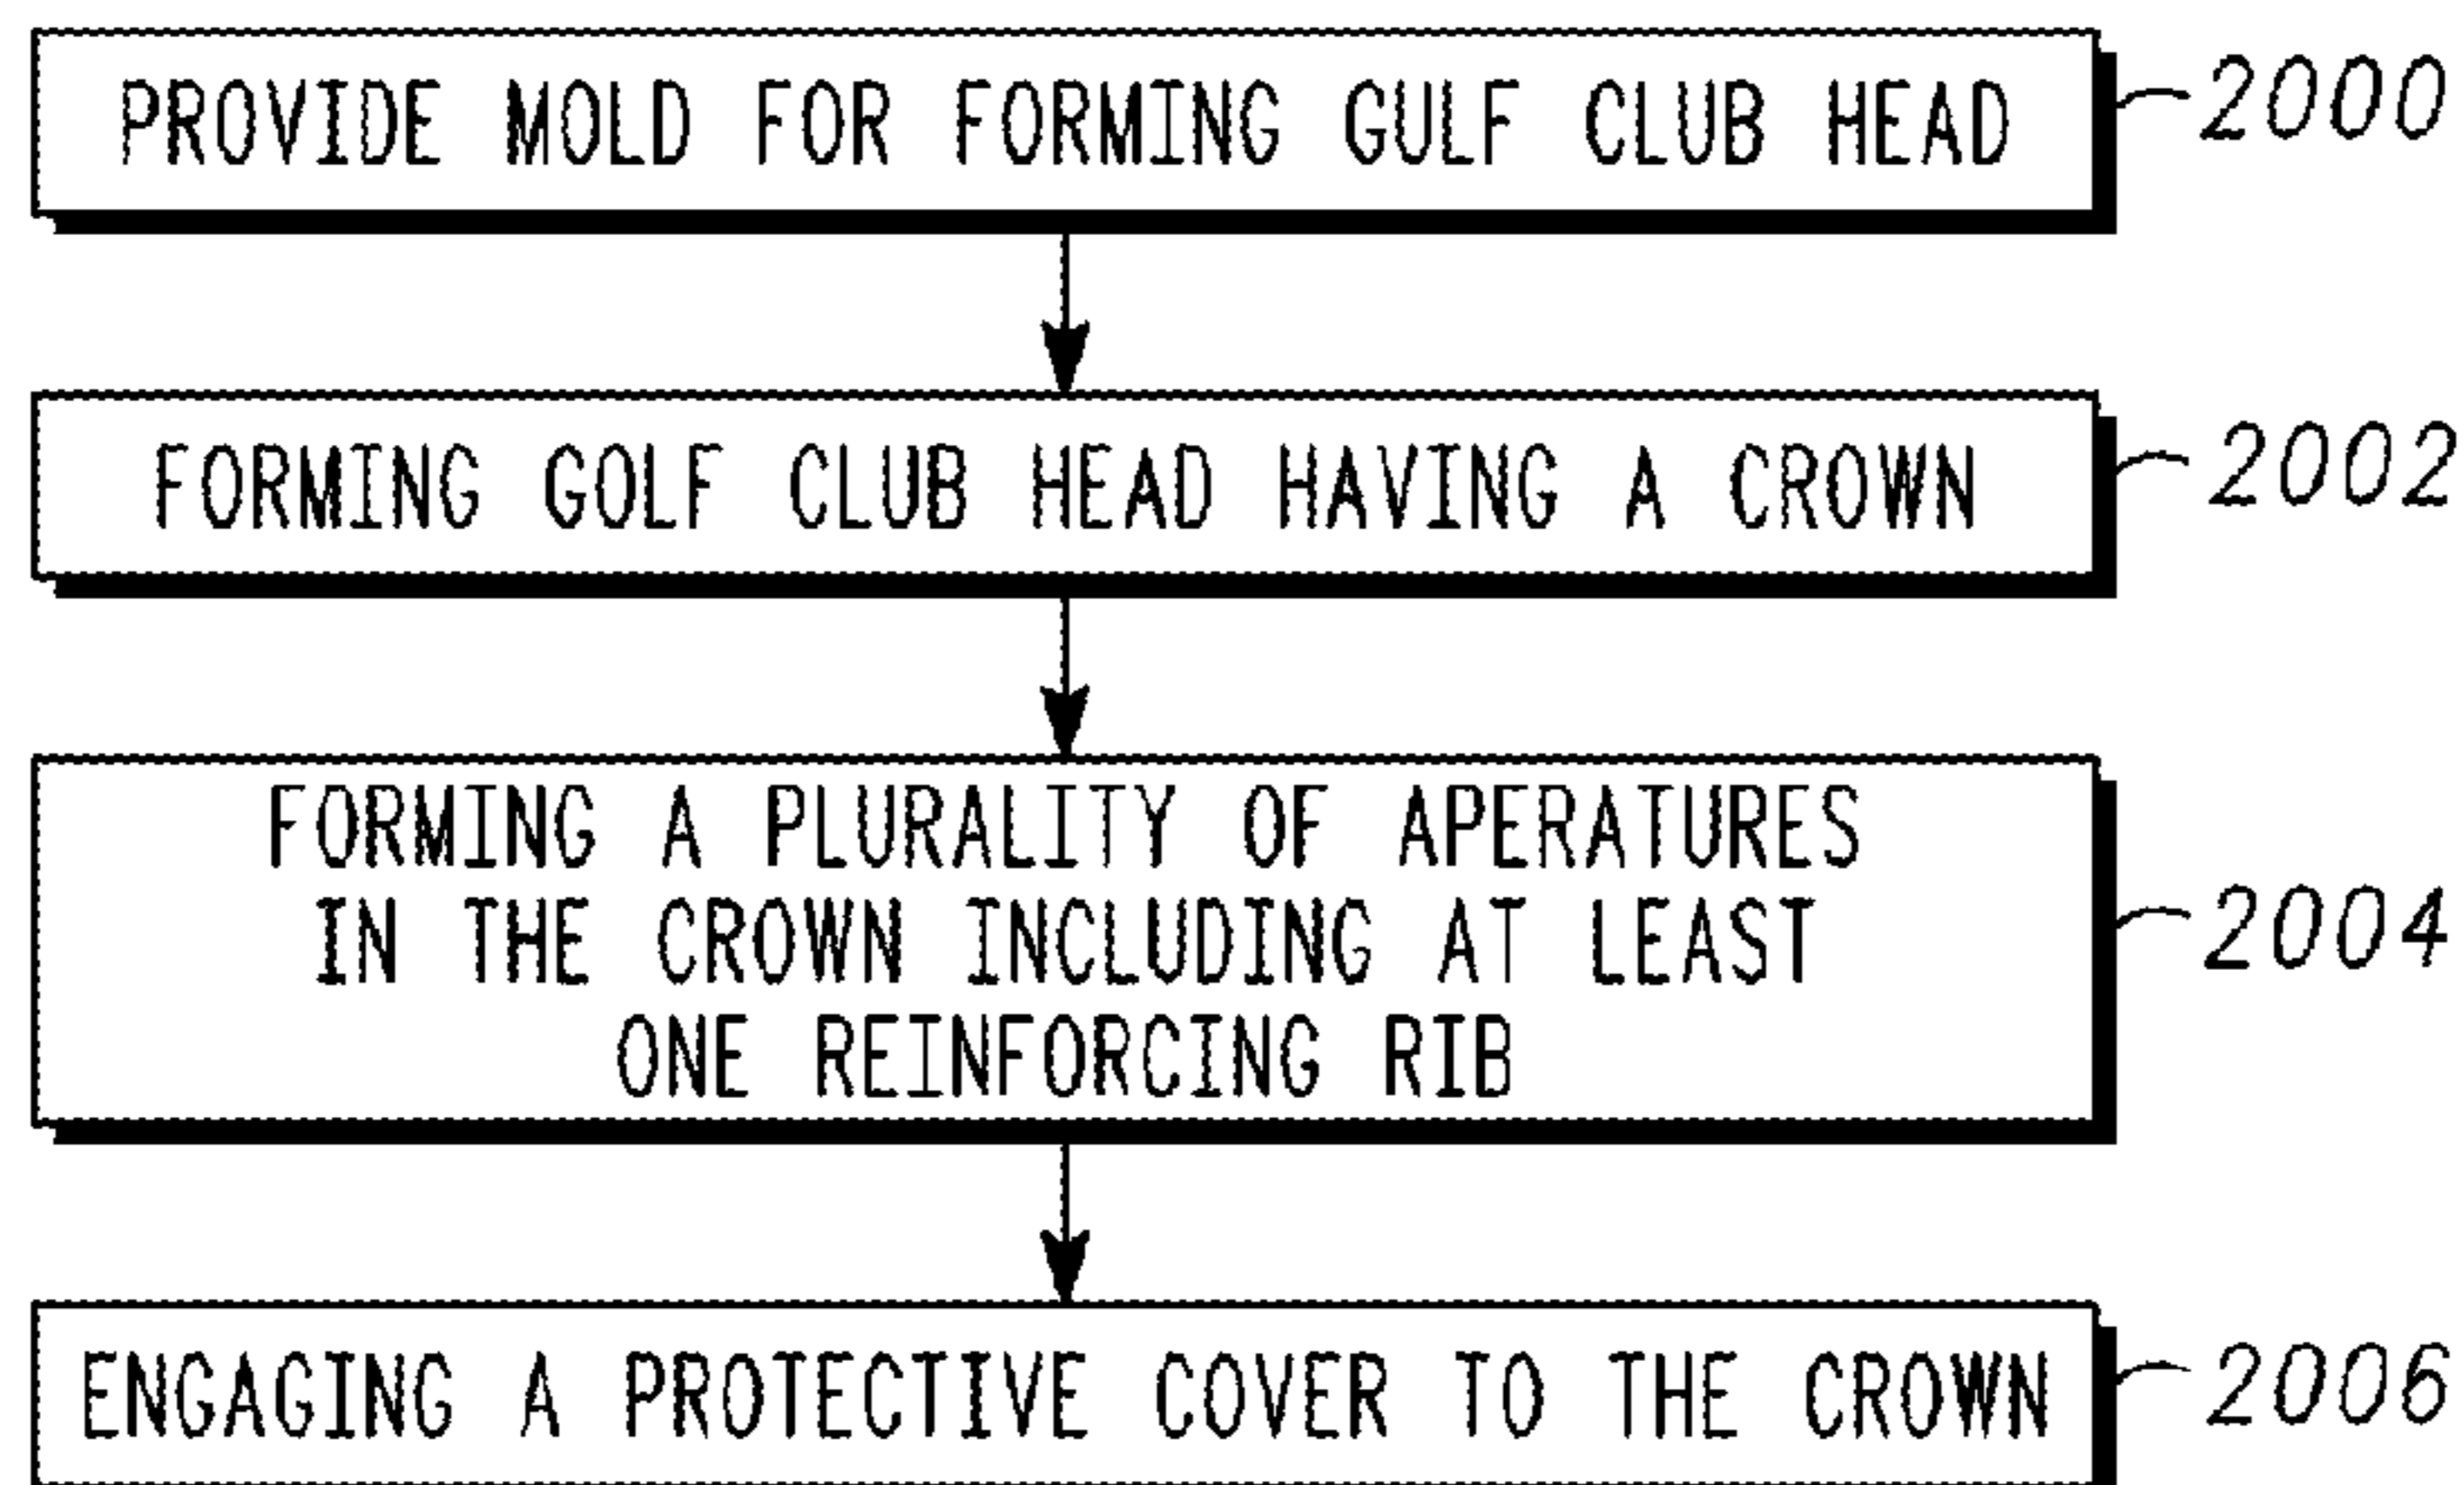 PROVIDE MOLD FOR FORMING GULF CLUB HEAD 2000
FORMING GOLF CLUB HEAD HAVING A CROWN 2002
FORMING A PLURALITY OF APERATURES
IN THE CROWN INCLUDING AT LEAST 2004
ONE REINFORCING RIB
ENGAGING A PROTECTIVE COVER TO THE CROWN 2006